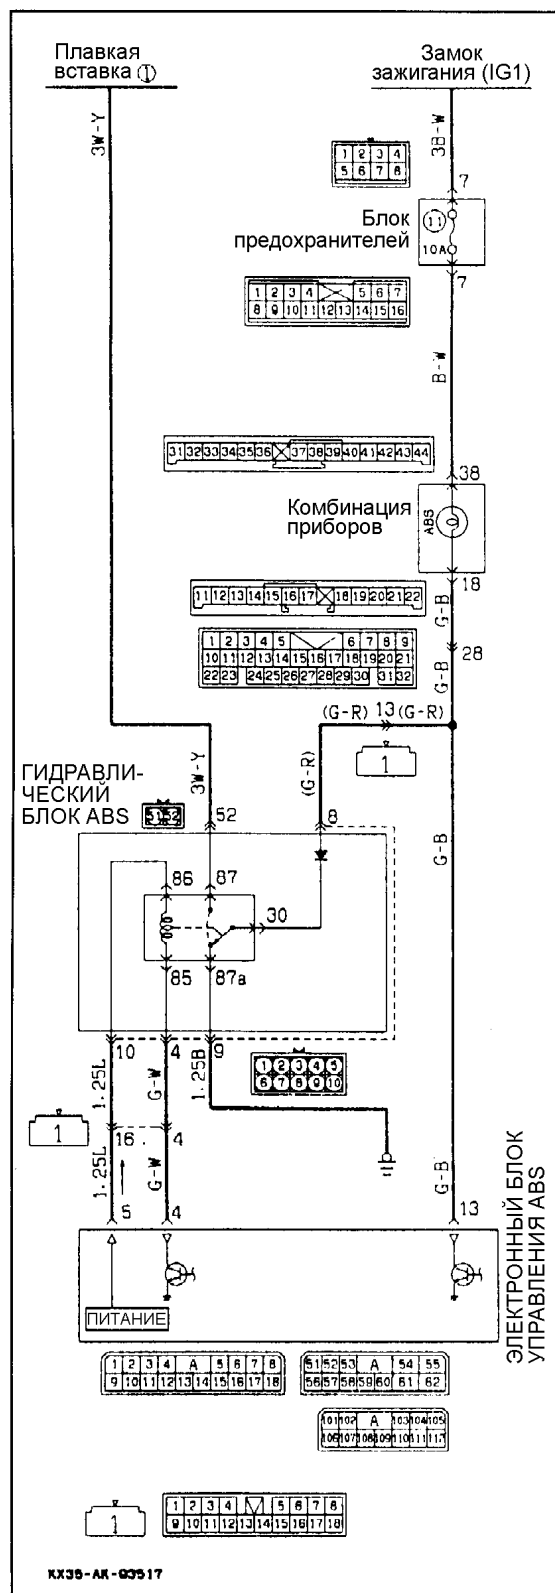 Плавкая
вставка ①
Замок
зажигания (IG1)
3W-Y
3B-W
1 2 3 4
5 6 7 8
7
Блок
предохранителей
11
10A
7
1 2 3 4 5 6 7
8 9 10 11 12 13 14 15 16
B-W
31 32 33 34 35 36 37 38 39 40 41 42 43 44
38
Комбинация
приборов
ABS
18
11 12 13 14 15 16 17 18 19 20 21 22
G-B
1 2 3 4 5 6 7 8 9
10 11 12 13 14 15 16 17 18 19 20 21
22 23 24 25 26 27 28 29 30 31 32
28
G-B
(G-R) 13 (G-R)
1
3W-Y
(G-R)
ГИДРАВЛИ-
ЧЕСКИЙ
БЛОК ABS
51 52
52
8
G-B
86 87
30
85 87a
10 4 9
1.25L
G-W
1.25B
1 2 3 4 5
6 7 8 9 10
1
16 4
1.25L
G-W
G-B
5 4 13
ПИТАНИЕ
ЭЛЕКТРОННЫЙ БЛОК
УПРАВЛЕНИЯ ABS
1 2 3 4 A 5 6 7 8
9 10 11 12 13 14 15 16 17 18
51 52 53 A 54 55
56 57 58 59 60 61 62
101 102 A 103 104 105
106 107 108 109 110 111 112
1
1 2 3 4 5 6 7 8
9 10 11 12 13 14 15 16 17 18
KX35-AK-93517